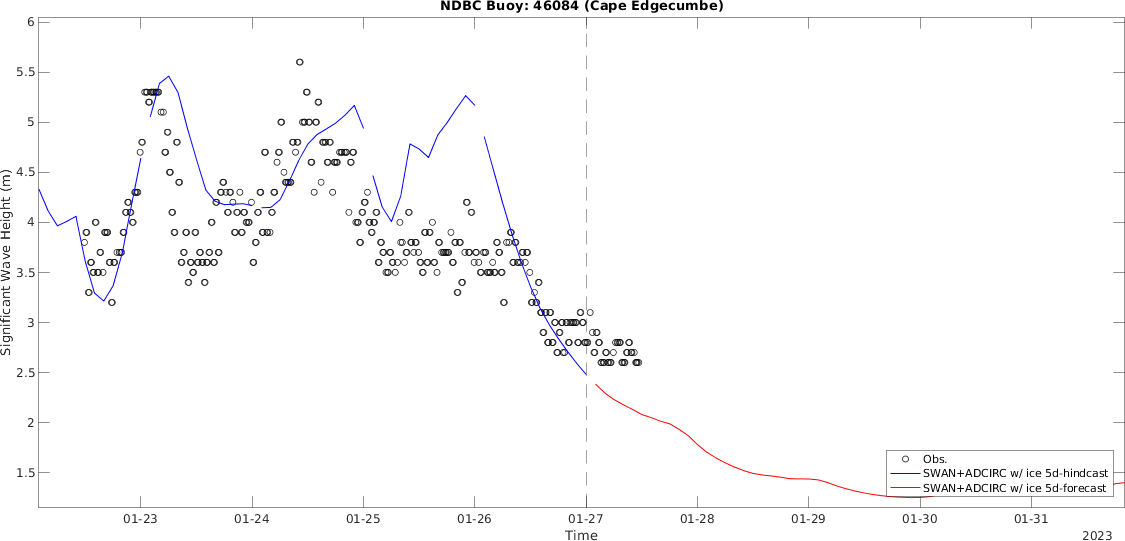 NDBC Buoy: 46084 (Cape Edgecumbe)
Significant Wave Height (m)
6
5.5
5
4.5
4
3.5
3
2.5
2
1.5
Obs.
SWAN+ADCIRC w/ ice 5d-hindcast
SWAN+ADCIRC w/ ice 5d-forecast
01-23 01-24 01-25 01-26 01-27 01-28 01-29 01-30 01-31
Time
2023